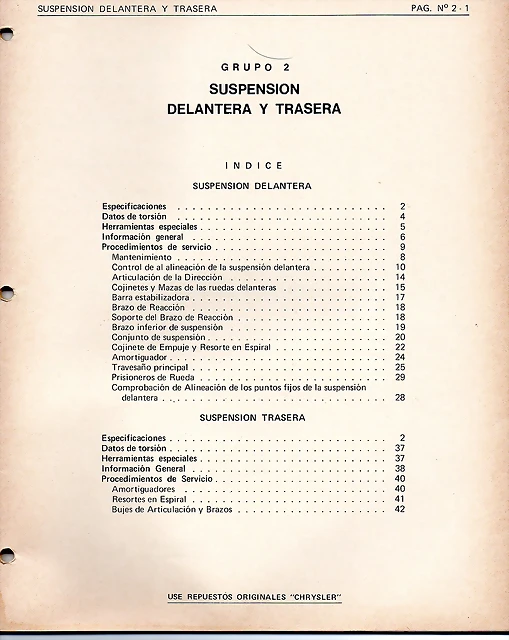 SUSPENSION DELANTERA Y TRASERA PAG. Nº 2 - 1
GRUPO 2
SUSPENSION
DELANTERA Y TRASERA
INDICE
SUSPENSION DELANTERA
Especificaciones . . . . . . . . . . 2
Datos de torsión . . . . . . . . . . 4
Herramientas especiales . . . . . . . . . . 5
Información general . . . . . . . . . . 6
Procedimientos de servicio . . . . . . . . . . 9
Mantenimiento . . . . . . . . . . 8
Control de al alineación de la suspensión delantera . . . . . . . . . . 10
Articulación de la Dirección . . . . . . . . . . 14
Cojinetes y Mazas de las ruedas delanteras . . . . . . . . . . 15
Barra estabilizadora . . . . . . . . . . 17
Brazo de Reacción . . . . . . . . . . 18
Soporte del Brazo de Reacción . . . . . . . . . . 18
Brazo inferior de suspensión . . . . . . . . . . 19
Conjunto de suspensión . . . . . . . . . . 20
Cojinete de Empuje y Resorte en Espiral . . . . . . . . . . 22
Amortiguador . . . . . . . . . . 24
Travesaño principal . . . . . . . . . . 25
Prisioneros de Rueda . . . . . . . . . . 29
Comprobación de Alineación de los puntos fijos de la suspensión
delantera . . . . . . . . . . 28
SUSPENSION TRASERA
Especificaciones . . . . . . . . . . 2
Datos de torsión . . . . . . . . . . 37
Herramientas especiales . . . . . . . . . . 37
Información General . . . . . . . . . . 38
Procedimientos de Servicio . . . . . . . . . . 40
Amortiguadores . . . . . . . . . . 40
Resortes en Espiral . . . . . . . . . . 41
Bujes de Articulación y Brazos . . . . . . . . . . 42
USE REPUESTOS ORIGINALES "CHRYSLER"